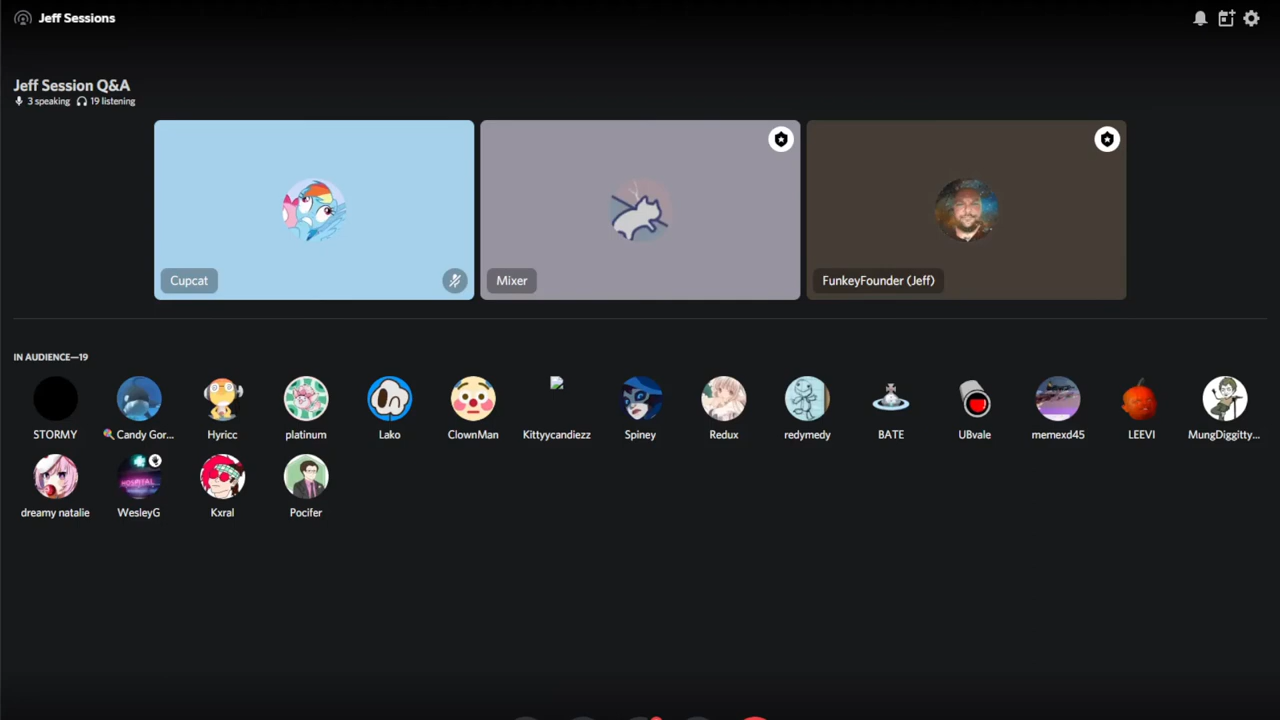 Jeff Sessions
Jeff Session Q&A
3 speaking 19 listening
Cupcat
Mixer
FunkeyFounder (Jeff)
IN AUDIENCE—19
STORMY
Candy Gor...
Hyricc
platinum
Lako
ClownMan
Kittyycandiezz
Spiney
Redux
redymedy
BATE
UBvale
memexd45
LEEVI
MungDiggitty...
HOSPITAL
dreamy natalie
WesleyG
Kxral
Pocifer